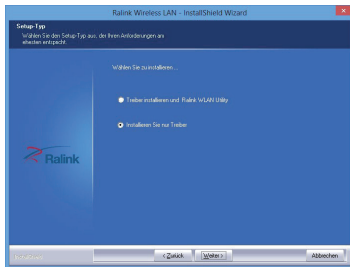 Ralink Wireless LAN - InstallShield Wizard
Setup-Typ
Wählen Sie den Setup-Typ aus, der Ihren Anforderungen am
ehesten entspricht.
Wählen Sie zu installieren...
Treiber installieren und Ralink WLAN Utility
Installieren Sie nur Treiber
Ralink
InstallShield
< Zurück
Weiter >
Abbrechen